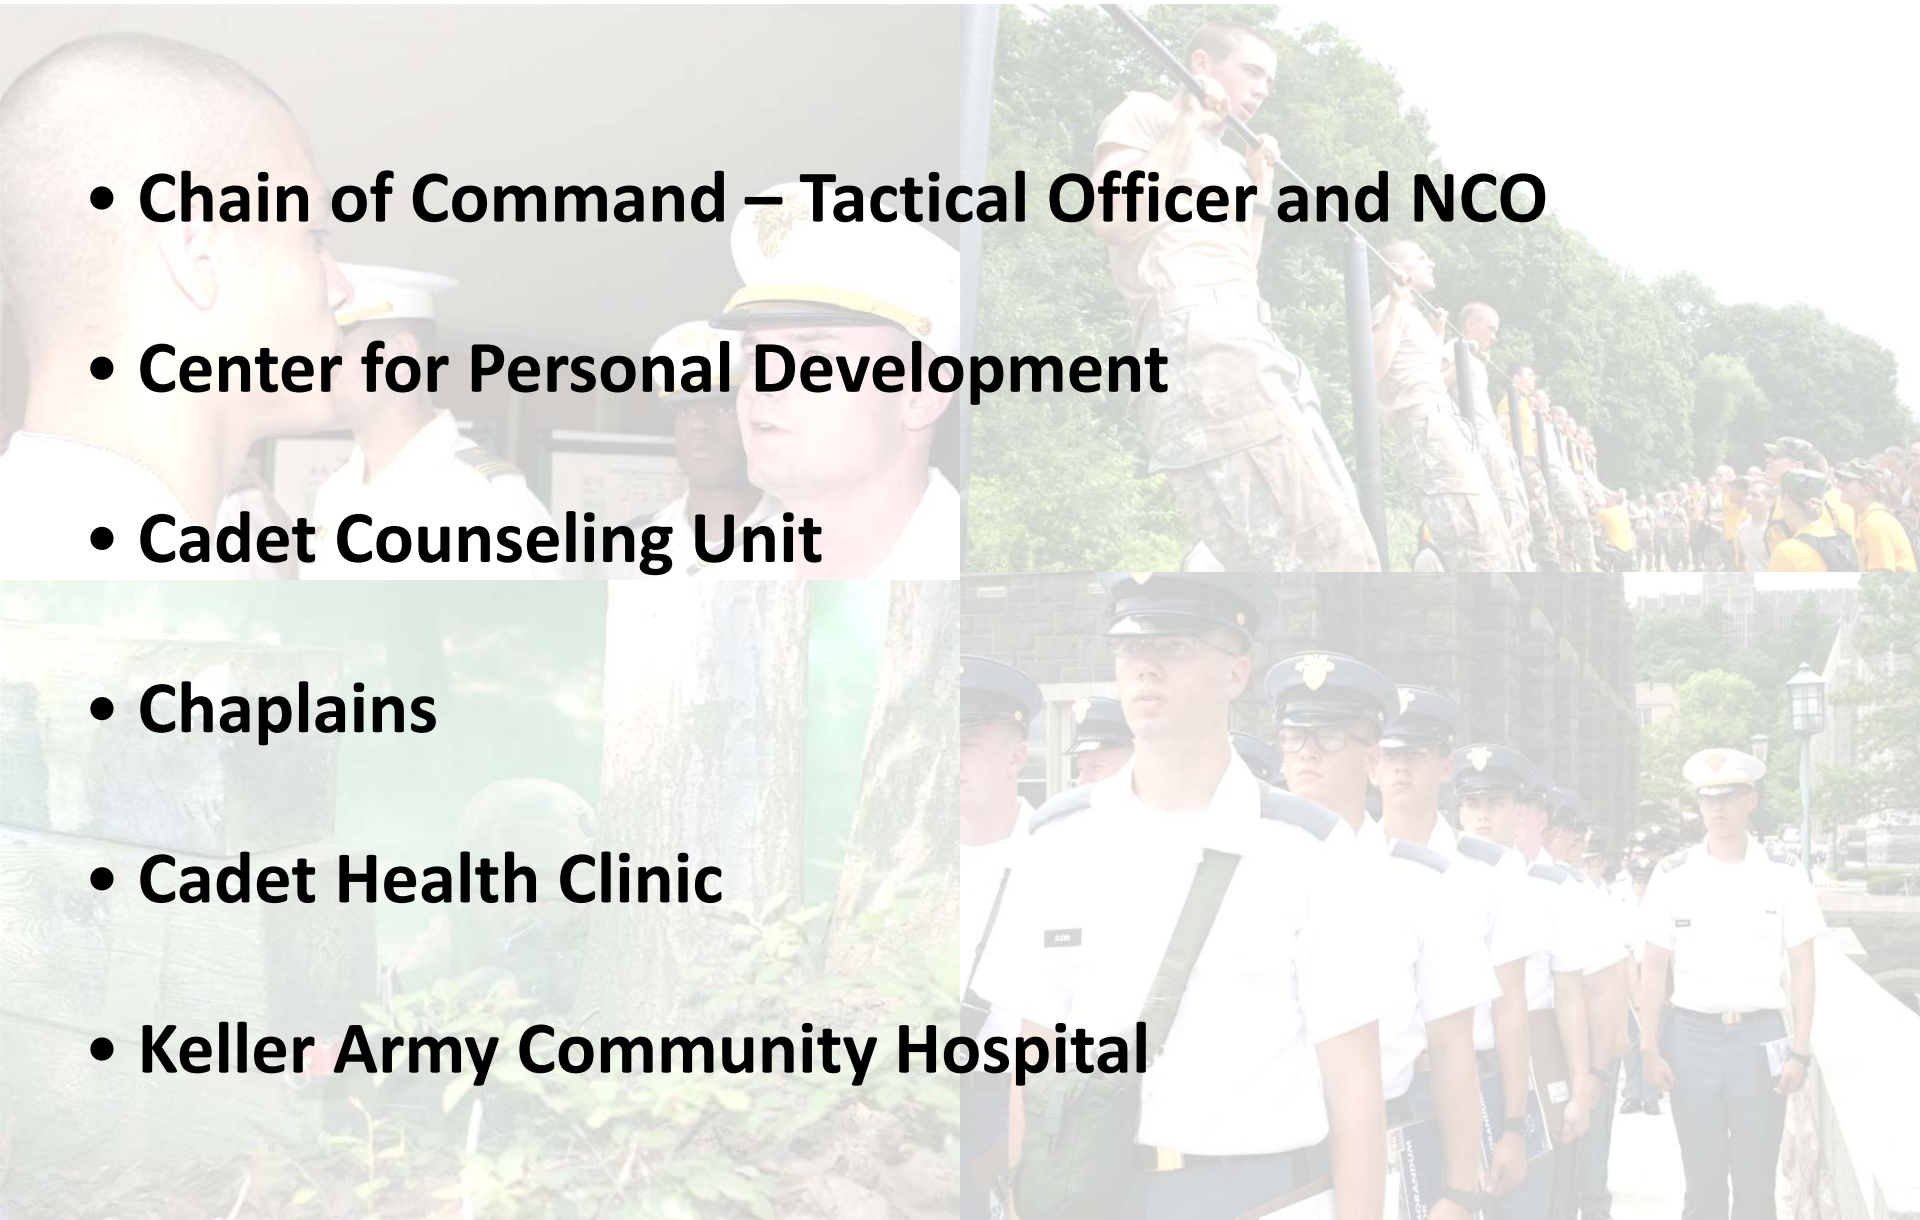 • Chain of Command – Tactical Officer and NCO
• Center for Personal Development
• Cadet Counseling Unit
• Chaplains
• Cadet Health Clinic
• Keller Army Community Hospital